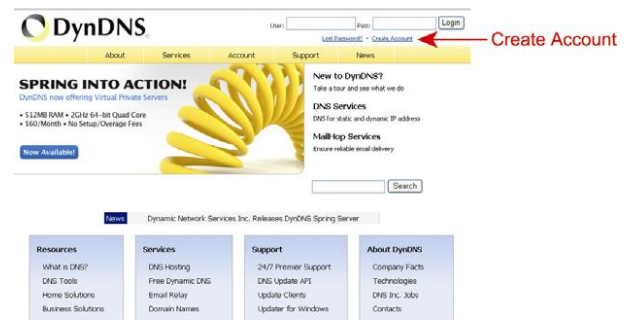 DynDNS
User: Pass: Login
Lost Password? - Create Account
Create Account
About Services Account Support News
SPRING INTO ACTION!
DynDNS now offering Virtual Private Servers
• 512MB RAM • 2GHz 64-bit Quad Core
• $60/Month • No Setup/Overage Fees
Now Available!
New to DynDNS?
Take a tour and see what we do
DNS Services
DNS for static and dynamic IP address
MailHop Services
Ensure reliable email delivery
Search
News Dynamic Network Services Inc. Releases DynDNS Spring Server
Resources
What is DNS?
DNS Tools
Home Solutions
Business Solutions
Services
DNS Hosting
Free Dynamic DNS
Email Relay
Domain Names
Support
24/7 Premier Support
DNS Update API
Update Clients
Updater for Windows
About DynDNS
Company Facts
Technologies
DNS Inc. Jobs
Contacts